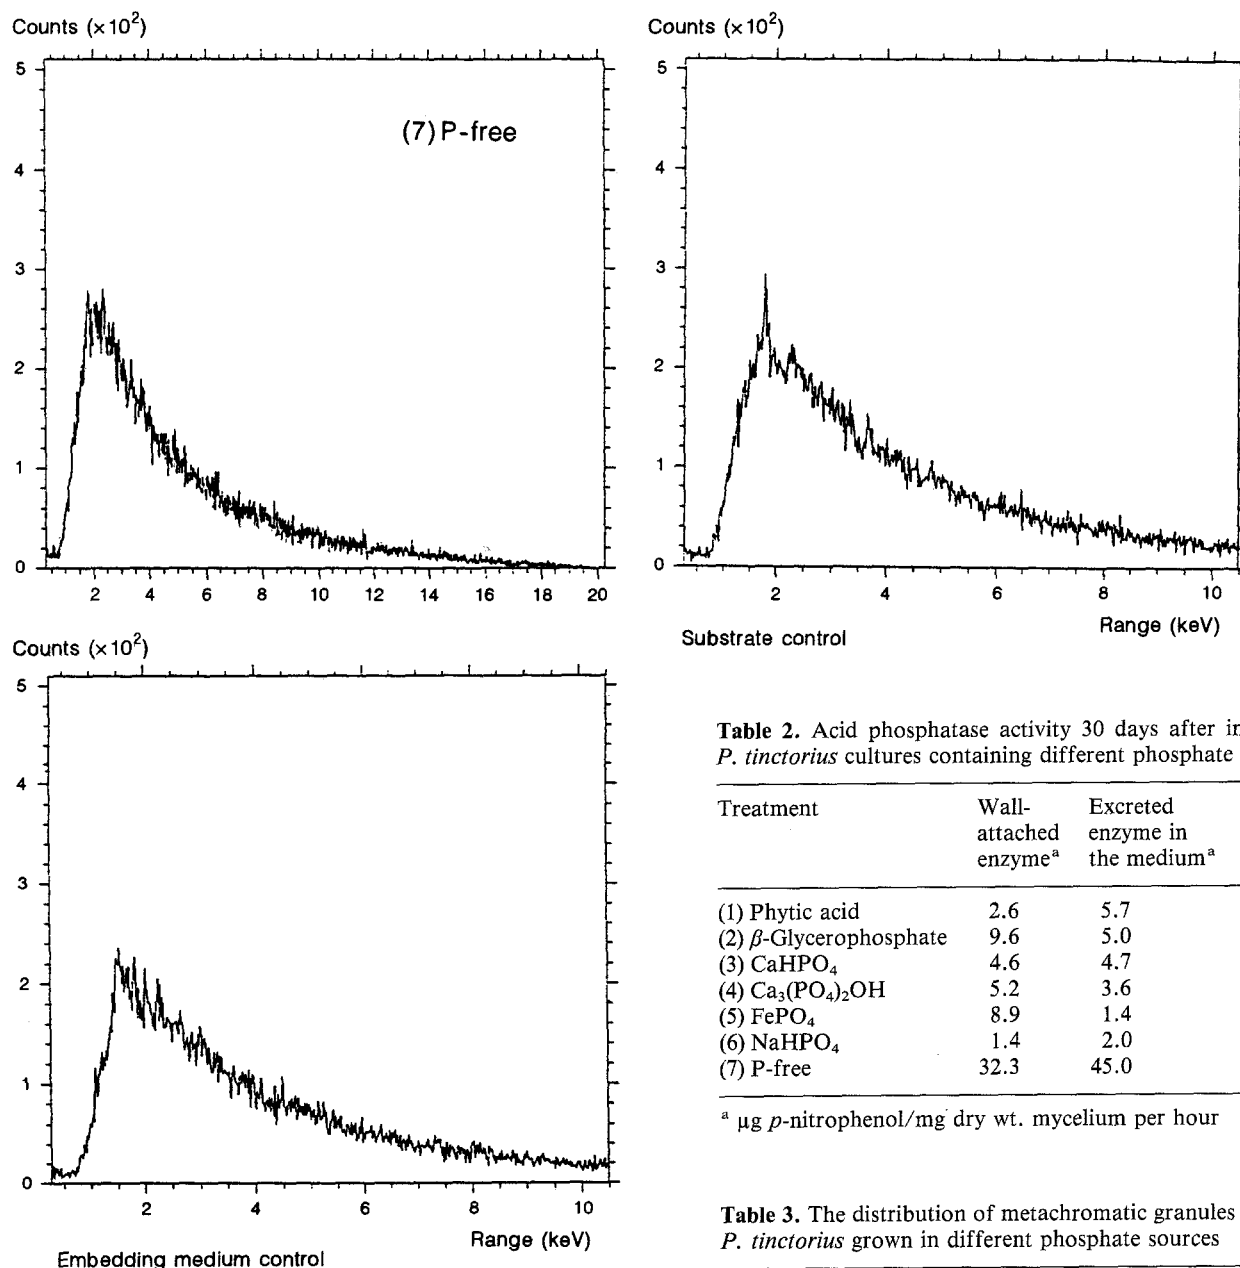 Counts (×10²)
5
4
3
2
1
0
(7) P-free
2 4 6 8 10 12 14 16 18 20
Counts (×10²)
5
4
3
2
1
0
2 4 6 8 10
Range (keV)
Substrate control
Counts (×10²)
5
4
3
2
1
0
2 4 6 8 10
Range (keV)
Embedding medium control
Table 2. Acid phosphatase activity 30 days after in
P. tinctorius cultures containing different phosphate
Treatment Wall- Excreted
attached enzyme in
enzymeᵃ the mediumᵃ
(1) Phytic acid 2.6 5.7
(2) β-Glycerophosphate 9.6 5.0
(3) CaHPO₄ 4.6 4.7
(4) Ca₃(PO₄)₂OH 5.2 3.6
(5) FePO₄ 8.9 1.4
(6) NaHPO₄ 1.4 2.0
(7) P-free 32.3 45.0
ᵃ µg p-nitrophenol/mg dry wt. mycelium per hour
Table 3. The distribution of metachromatic granules
P. tinctorius grown in different phosphate sources